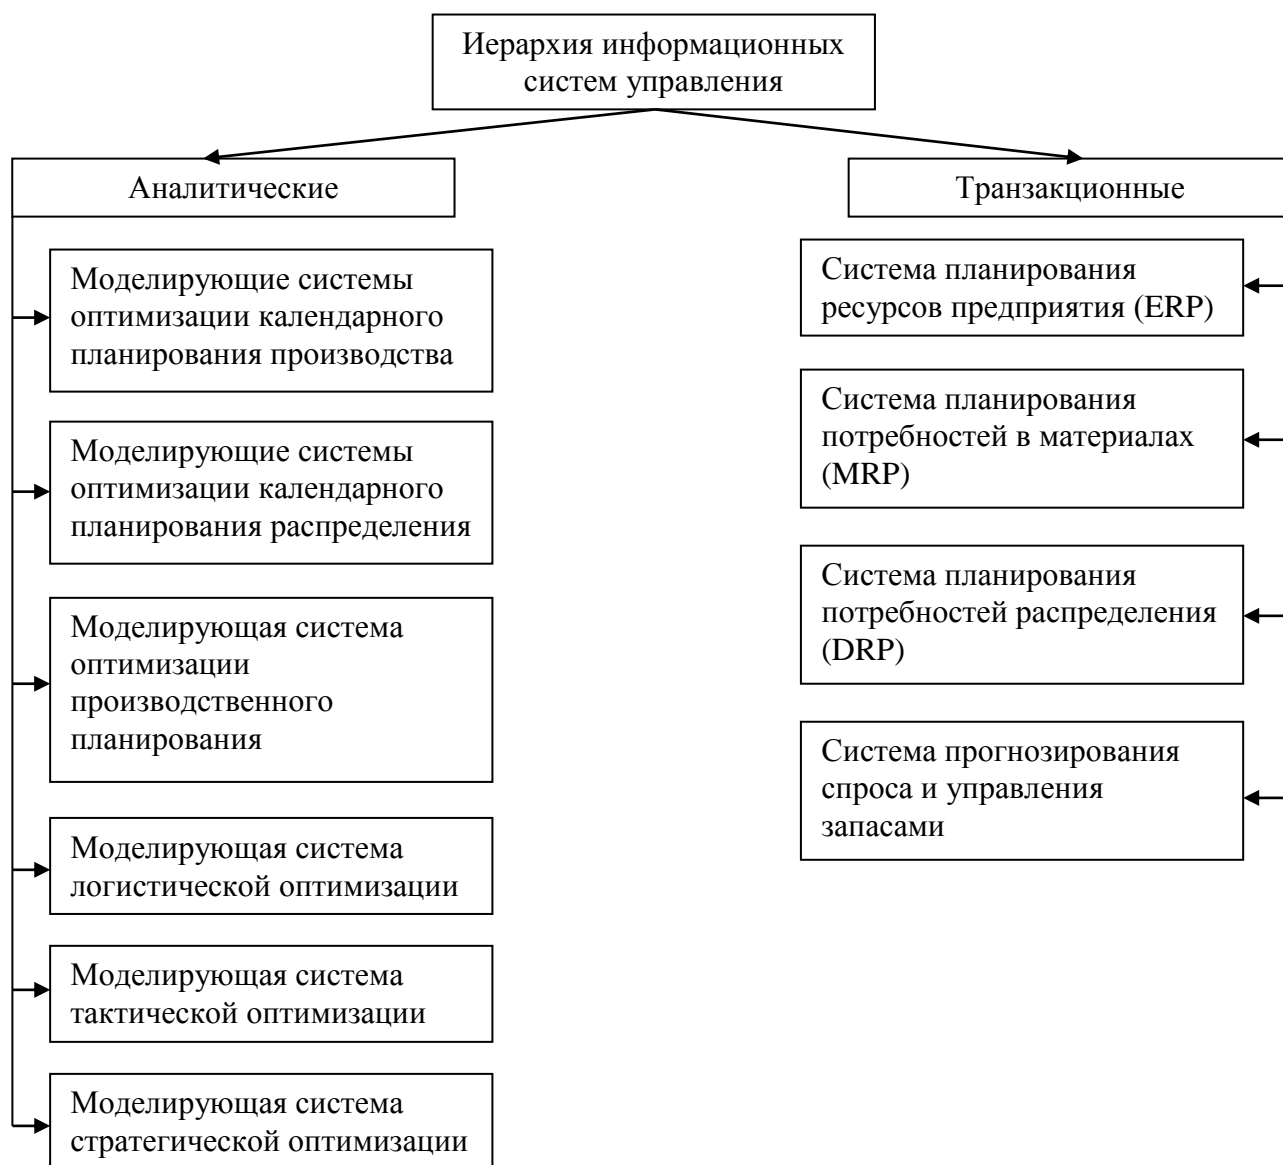 Иерархия информационных
систем управления
Аналитические
Моделирующие системы
оптимизации календарного
планирования производства
Моделирующие системы
оптимизации календарного
планирования распределения
Моделирующая система
оптимизации
производственного
планирования
Моделирующая система
логистической оптимизации
Моделирующая система
тактической оптимизации
Моделирующая система
стратегической оптимизации
Транзакционные
Система планирования
ресурсов предприятия (ERP)
Система планирования
потребностей в материалах
(MRP)
Система планирования
потребностей распределения
(DRP)
Система прогнозирования
спроса и управления
запасами